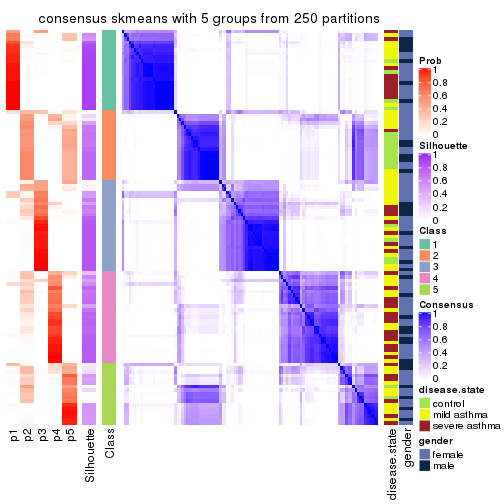 consensus skmeans with 5 groups from 250 partitions
p1
p2
p3
p4
p5
Silhouette
Class
disease.state
gender
Prob
1
0.8
0.6
0.4
0.2
0
Silhouette
1
0.8
0.6
0.4
0.2
0
Class
1
2
3
4
5
Consensus
1
0.8
0.6
0.4
0.2
0
disease.state
control
mild asthma
severe asthma
gender
female
male